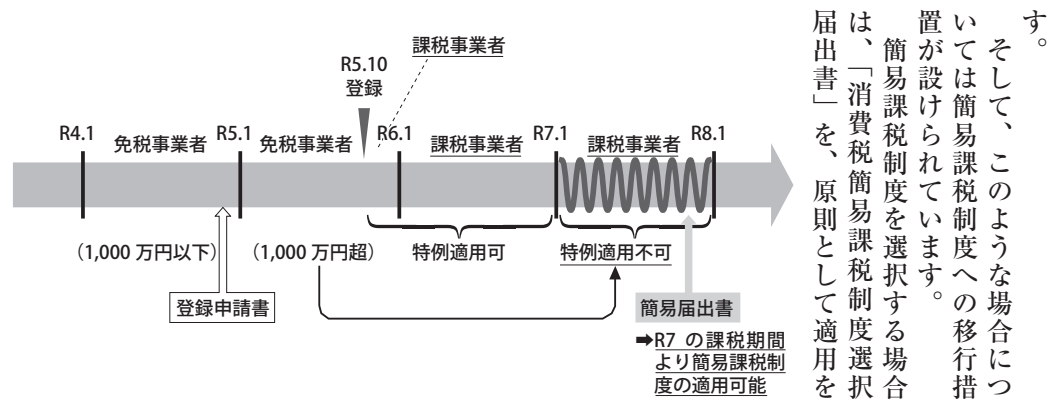 す。
　そして、このような場合につ
いては簡易課税制度への移行措
置が設けられています。
　簡易課税制度を選択する場合
は、「消費税簡易課税制度選択
届出書」を、原則として適用を
課税事業者
R5.10
登録
R4.1
免税事業者
R5.1
免税事業者
R6.1
課税事業者
R7.1
課税事業者
R8.1
（1,000 万円以下）
（1,000 万円超）
特例適用可
特例適用不可
登録申請書
簡易届出書
➡R7 の課税期間
より簡易課税制
度の適用可能